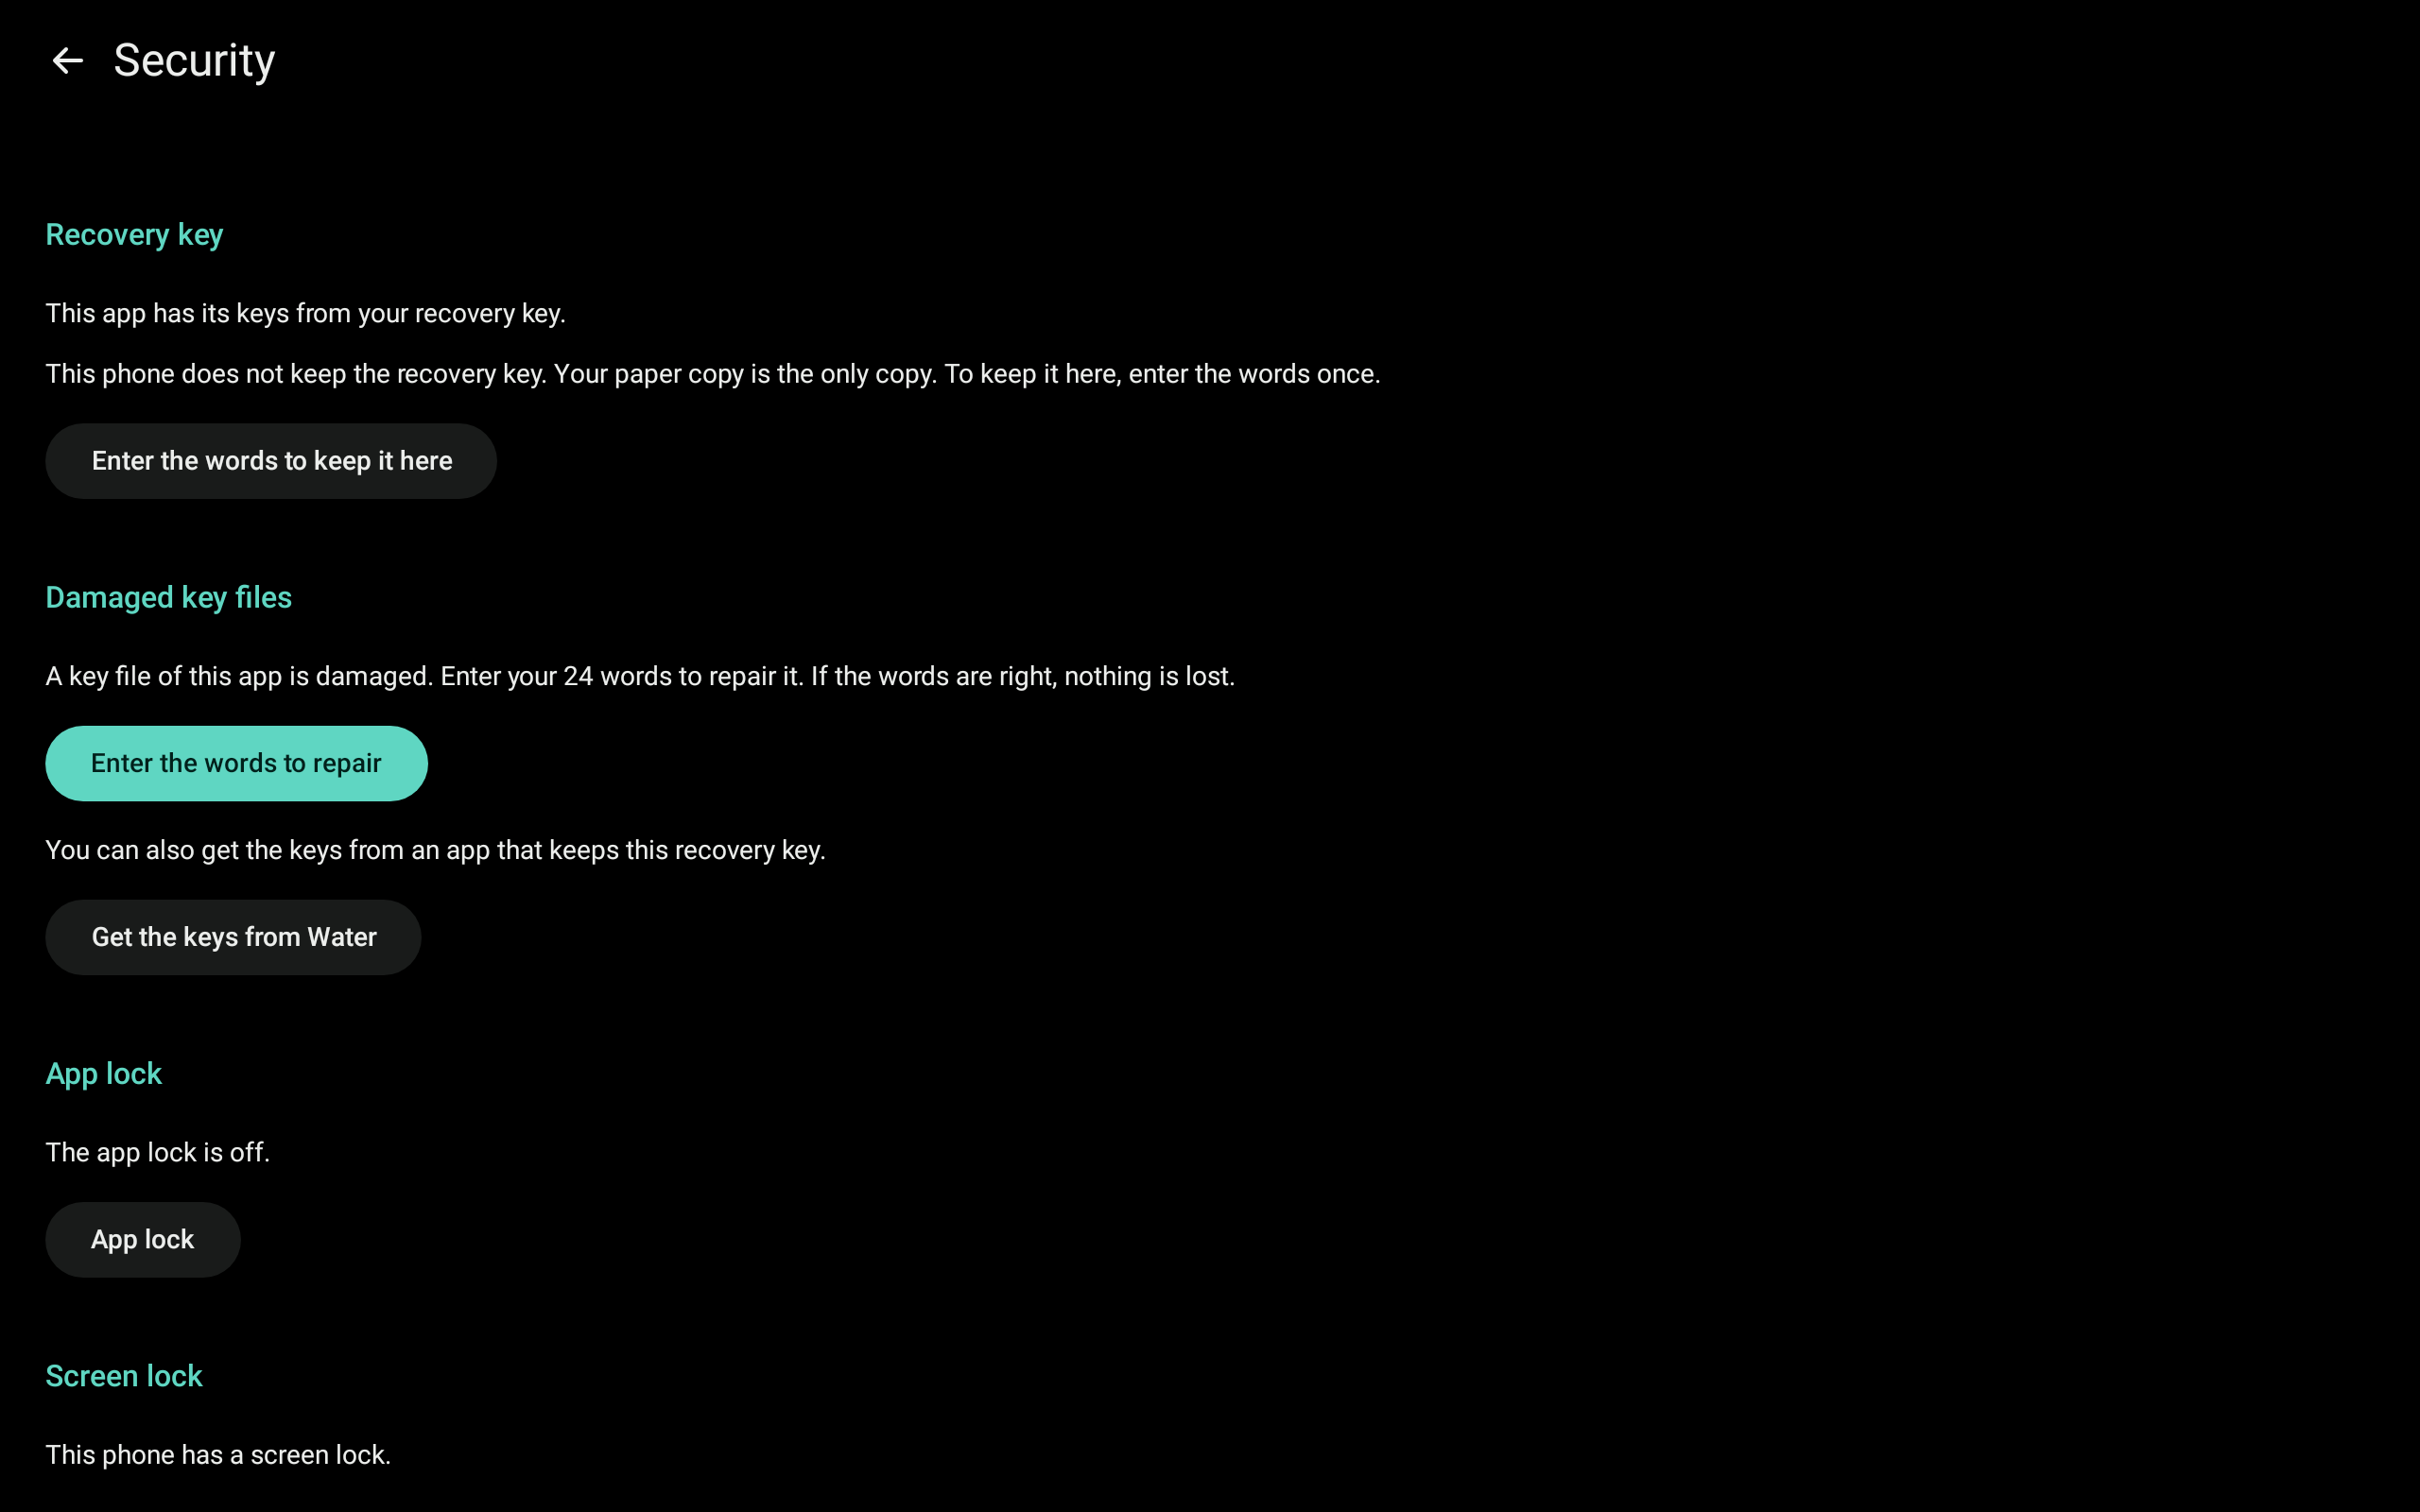 Security
Recovery key
This app has its keys from your recovery key.
This phone does not keep the recovery key. Your paper copy is the only copy. To keep it here, enter the words once.
Enter the words to keep it here
Damaged key files
A key file of this app is damaged. Enter your 24 words to repair it. If the words are right, nothing is lost.
Enter the words to repair
You can also get the keys from an app that keeps this recovery key.
Get the keys from Water
App lock
The app lock is off.
App lock
Screen lock
This phone has a screen lock.